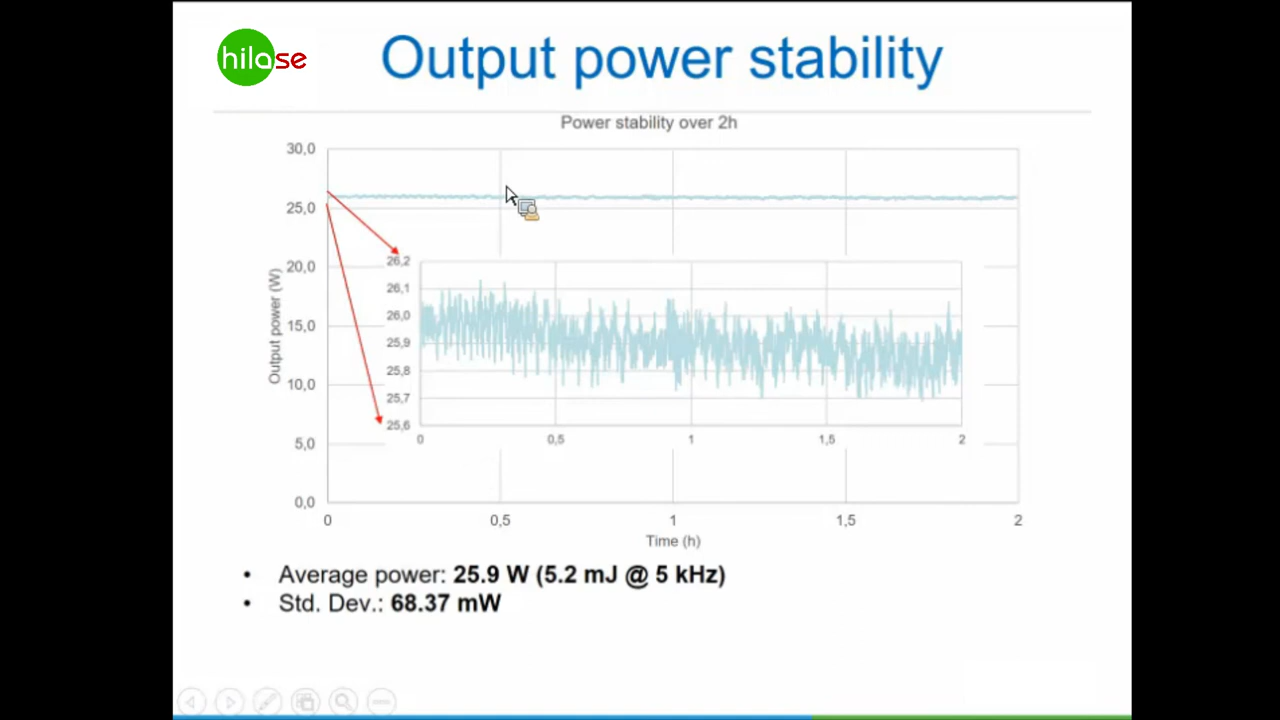 hilase
Output power stability
Power stability over 2h
30,0
25,0
20,0
15,0
10,0
5,0
0,0
Output power (W)
26,2
26,1
26,0
25,9
25,8
25,7
25,6
0 0,5 1 1,5 2
0 0,5 1 1,5 2
Time (h)
• Average power: 25.9 W (5.2 mJ @ 5 kHz)
• Std. Dev.: 68.37 mW